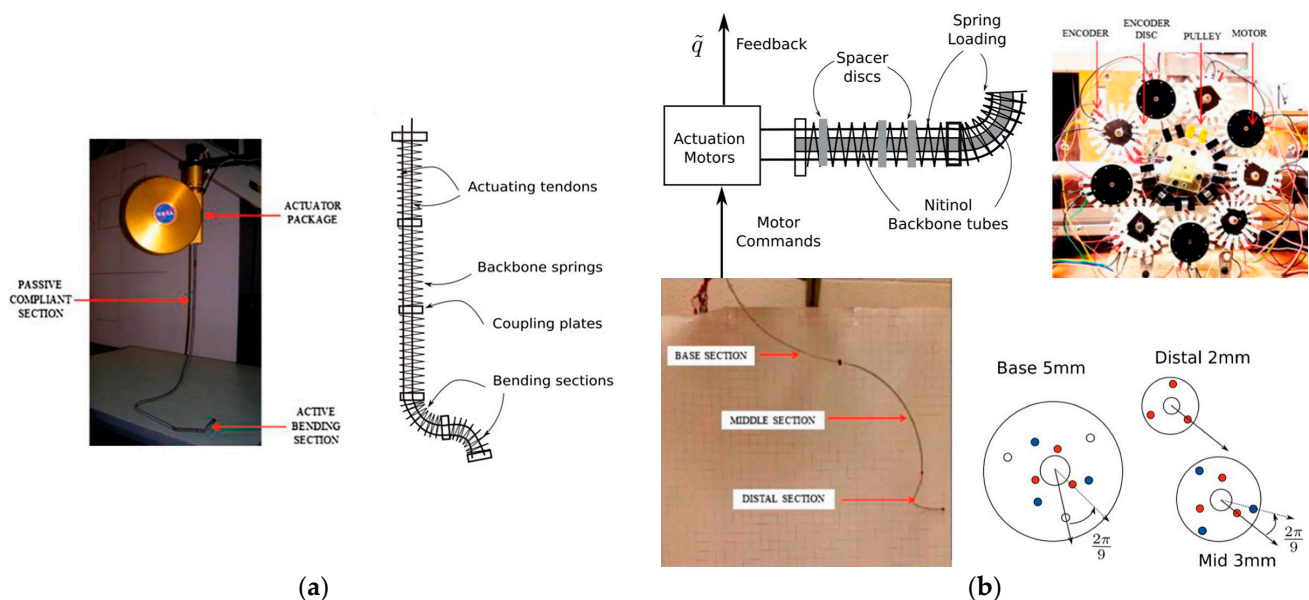 NASA
ACTUATOR
PACKAGE
PASSIVE
COMPLIANT
SECTION
ACTIVE
BENDING
SECTION
Actuating tendons
Backbone springs
Coupling plates
Bending sections
(a)
q̃
Feedback
Actuation
Motors
Motor
Commands
Spacer
discs
Spring
Loading
Nitinol
Backbone tubes
ENCODER
ENCODER
DISC
PULLEY
MOTOR
BASE SECTION
MIDDLE SECTION
DISTAL SECTION
Base 5mm
2π
9
Distal 2mm
2π
9
Mid 3mm
(b)